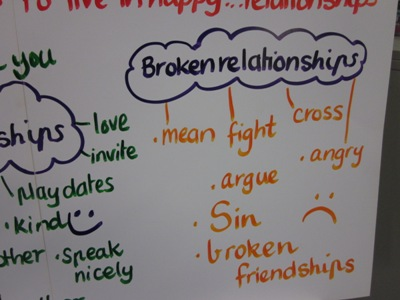 to live in happy... relationships
you
Broken relationships
ships
love
invite
play dates
kind
other
. speak
nicely
. mean
fight
cross
. angry
. argue
. Sin
. broken
friendships